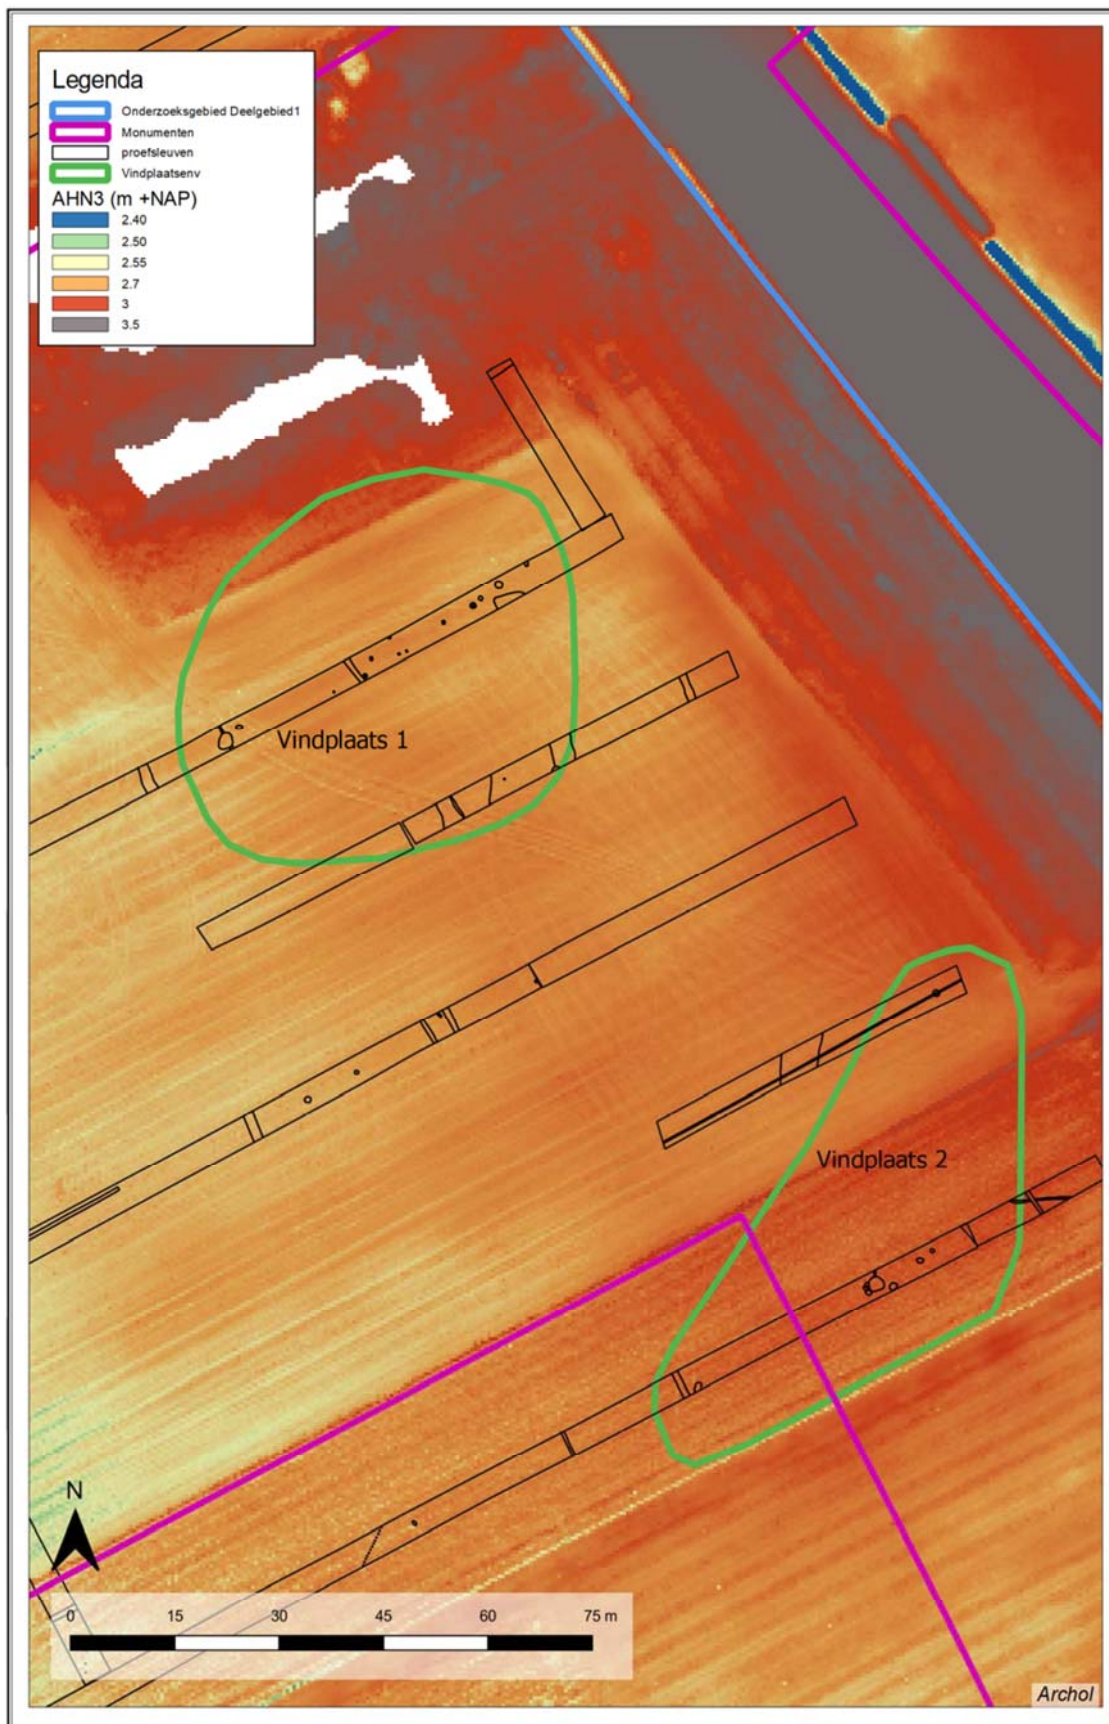 Legenda
Onderzoeksgebied Deelgebied1
Monumenten
proefsleuven
Vindplaatsenv
AHN3 (m +NAP)
2.40
2.50
2.55
2.7
3
3.5
Vindplaats 1
Vindplaats 2
N
0 15 30 45 60 75 m
Archol